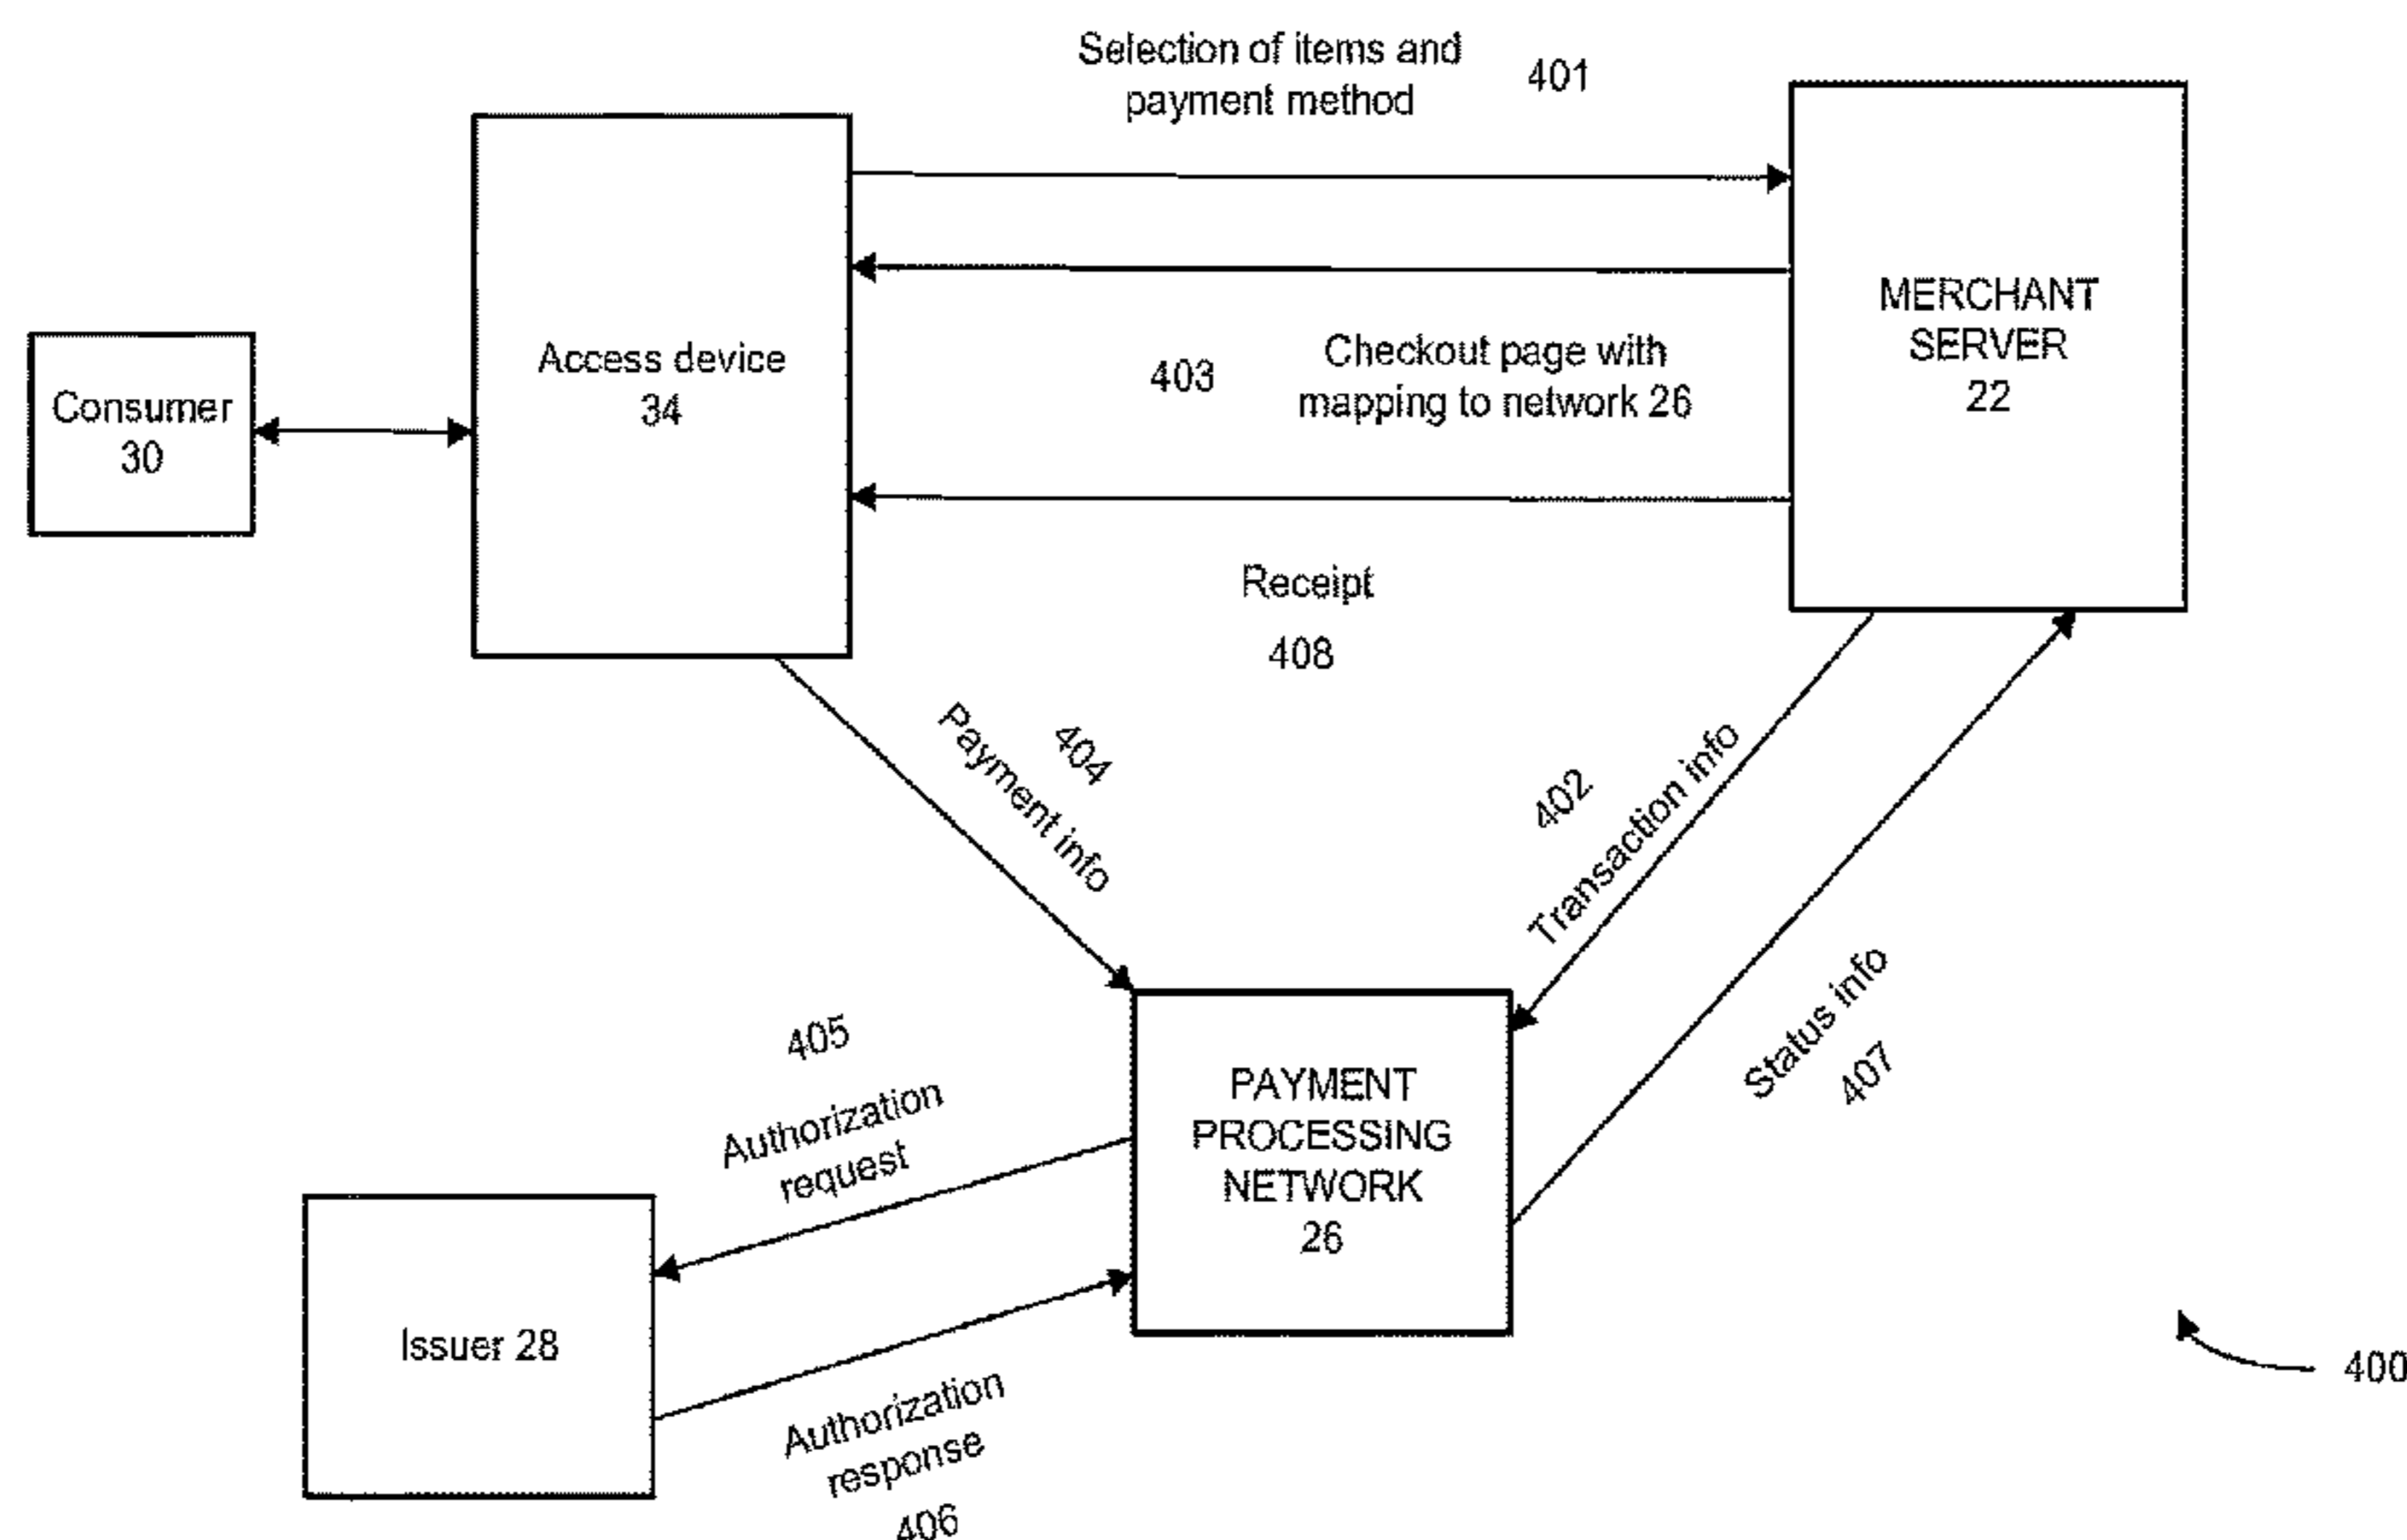 Selection of items and
payment method
401
MERCHANT
SERVER
22
Access device
34
Consumer
30
403
Checkout page with
mapping to network 26
Receipt
408
404
Payment info
402
Transaction info
Status info
407
405
Authorization
request
PAYMENT
PROCESSING
NETWORK
26
Issuer 28
Authorization
response
406
400